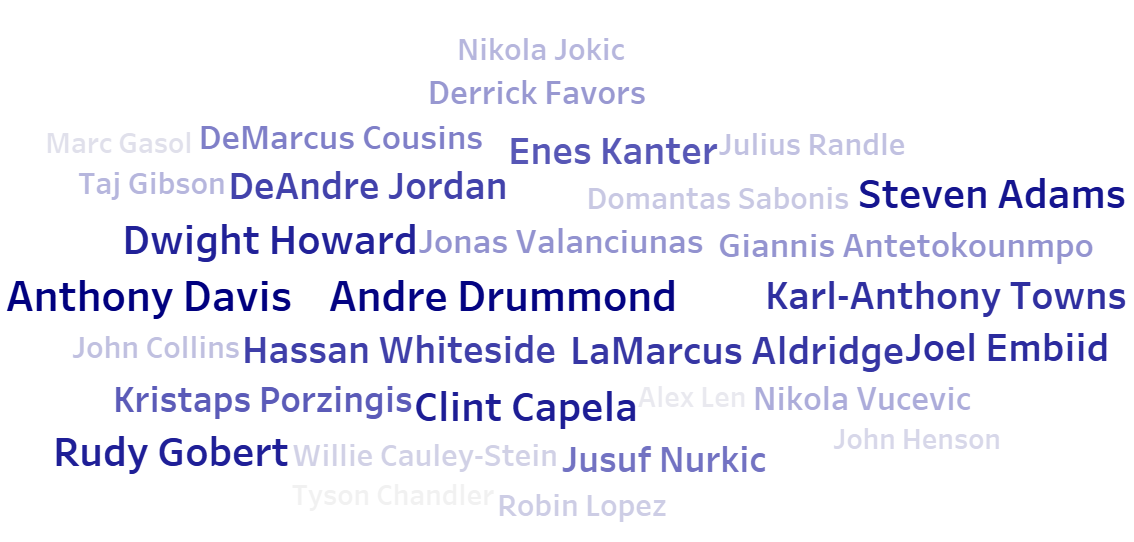 Nikola Jokic
Derrick Favors
Marc Gasol DeMarcus Cousins Enes Kanter Julius Randle
Taj Gibson DeAndre Jordan Domantas Sabonis Steven Adams
Dwight Howard Jonas Valanciunas Giannis Antetokounmpo
Anthony Davis Andre Drummond Karl-Anthony Towns
John Collins Hassan Whiteside LaMarcus Aldridge Joel Embiid
Kristaps Porzingis Clint Capela Alex Len Nikola Vucevic
John Henson
Rudy Gobert Willie Cauley-Stein Jusuf Nurkic
Tyson Chandler Robin Lopez